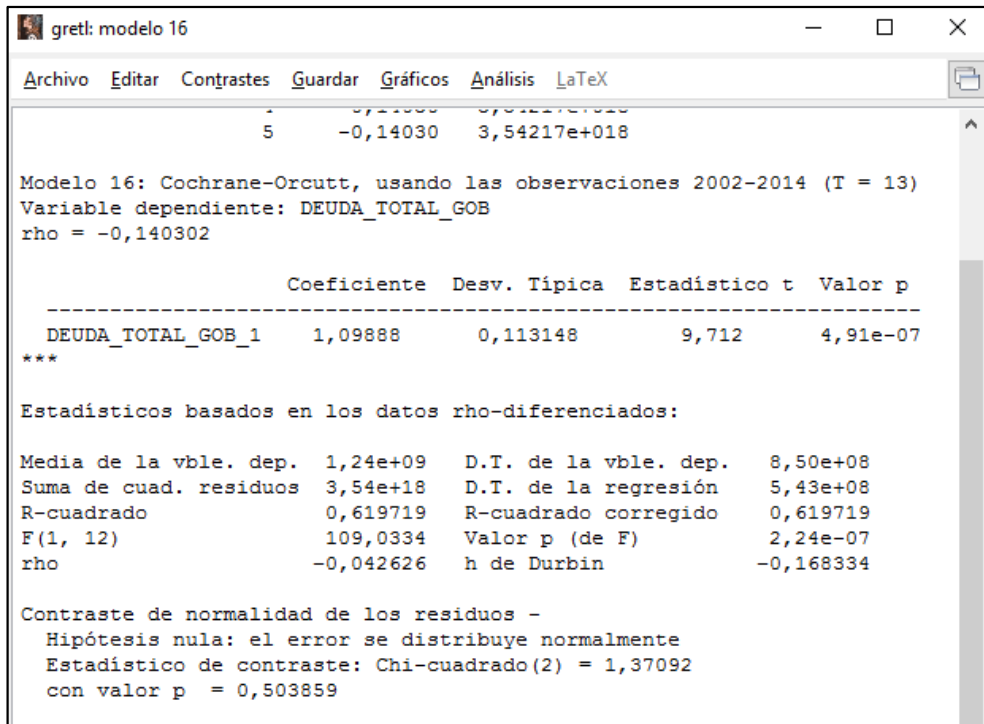 gretl: modelo 16
Archivo Editar Contrastes Guardar Gráficos Análisis LaTeX
5 -0,14030 3,54217e+018
Modelo 16: Cochrane-Orcutt, usando las observaciones 2002-2014 (T = 13)
Variable dependiente: DEUDA_TOTAL_GOB
rho = -0,140302
Coeficiente Desv. Típica Estadístico t Valor p
---------------------------------------------------------------------
DEUDA_TOTAL_GOB_1 1,09888 0,113148 9,712 4,91e-07
***
Estadísticos basados en los datos rho-diferenciados:
Media de la vble. dep. 1,24e+09 D.T. de la vble. dep. 8,50e+08
Suma de cuad. residuos 3,54e+18 D.T. de la regresión 5,43e+08
R-cuadrado 0,619719 R-cuadrado corregido 0,619719
F(1, 12) 109,0334 Valor p (de F) 2,24e-07
rho -0,042626 h de Durbin -0,168334
Contraste de normalidad de los residuos -
Hipótesis nula: el error se distribuye normalmente
Estadístico de contraste: Chi-cuadrado(2) = 1,37092
con valor p = 0,503859